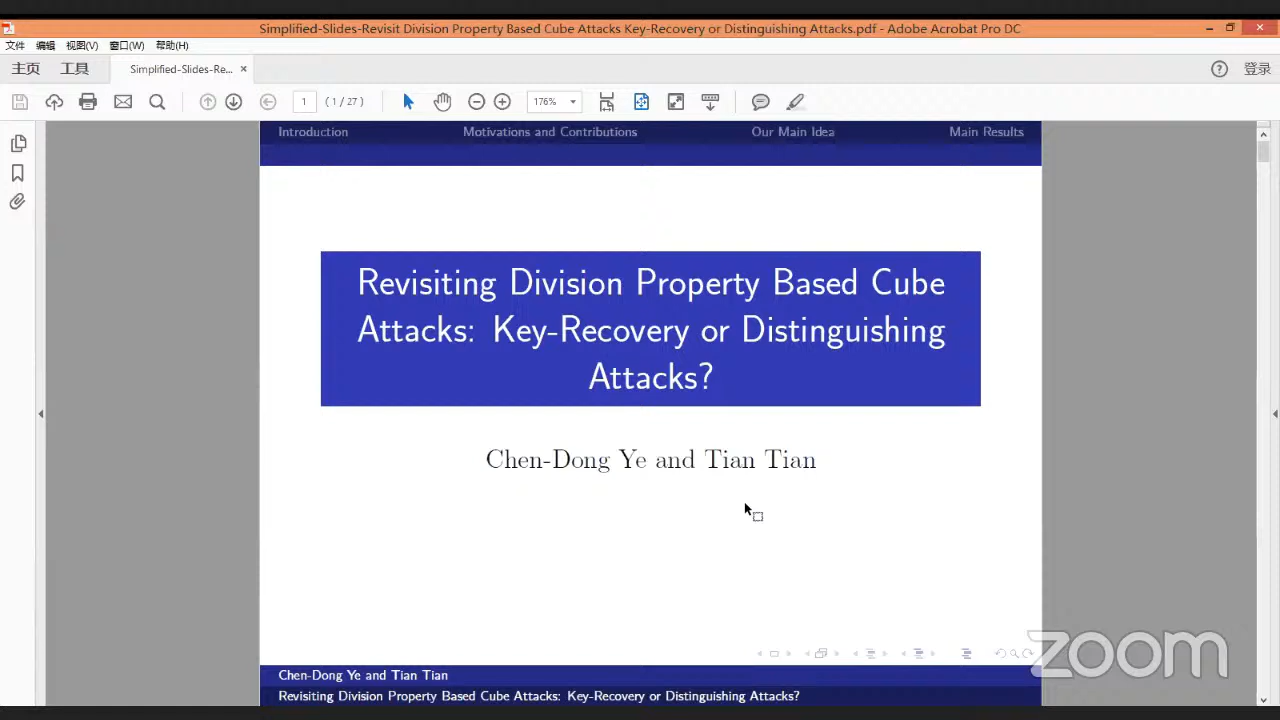 Simplified-Slides-Revisit Division Property Based Cube Attacks Key-Recovery or Distinguishing Attacks.pdf - Adobe Acrobat Pro DC
文件 编辑 视图(V) 窗口(W) 帮助(H)
主页 工具 Simplified-Slides-Re... × 登录
1 (1 / 27) 176%
Introduction Motivations and Contributions Our Main Idea Main Results
Revisiting Division Property Based Cube
Attacks: Key-Recovery or Distinguishing
Attacks?
Chen-Dong Ye and Tian Tian
zoom
Chen-Dong Ye and Tian Tian
Revisiting Division Property Based Cube Attacks: Key-Recovery or Distinguishing Attacks?